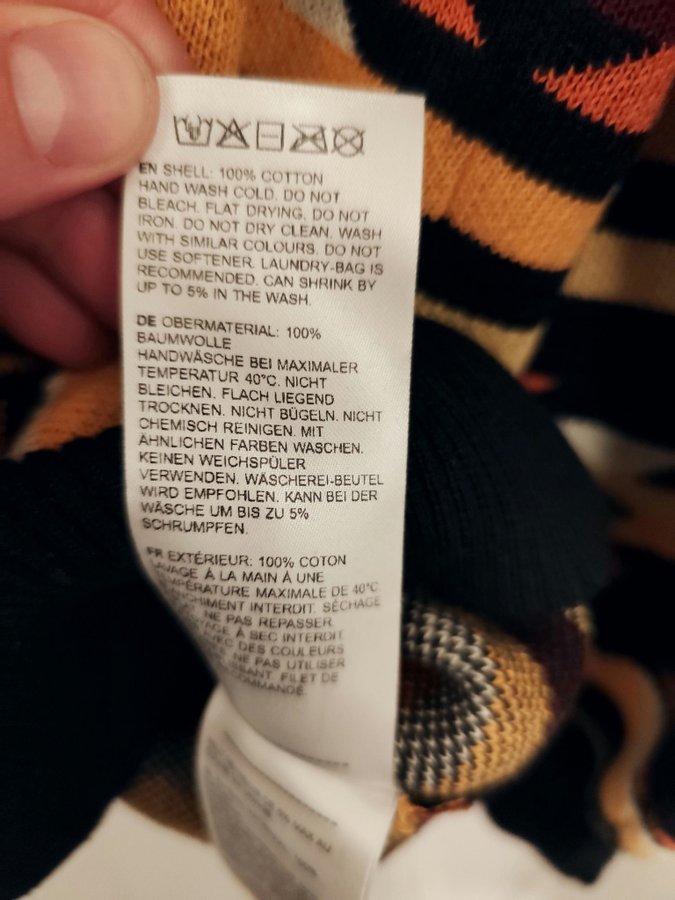 EN SHELL: 100% COTTON
HAND WASH COLD. DO NOT
BLEACH. FLAT DRYING. DO NOT
IRON. DO NOT DRY CLEAN. WASH
WITH SIMILAR COLOURS. DO NOT
USE SOFTENER. LAUNDRY-BAG IS
RECOMMENDED. CAN SHRINK BY
UP TO 5% IN THE WASH.
DE OBERMATERIAL: 100%
BAUMWOLLE
HANDWÄSCHE BEI MAXIMALER
TEMPERATUR 40°C. NICHT
BLEICHEN. FLACH LIEGEND
TROCKNEN. NICHT BÜGELN. NICHT
CHEMISCH REINIGEN. MIT
ÄHNLICHEN FARBEN WASCHEN.
KEINEN WEICHSPÜLER
VERWENDEN. WÄSCHEREI-BEUTEL
WIRD EMPFOHLEN. KANN BEI DER
WÄSCHE UM BIS ZU 5%
SCHRUMPFEN.
FR EXTÉRIEUR: 100% COTON
LAVAGE À LA MAIN À UNE
TEMPÉRATURE MAXIMALE DE 40°C.
INTERDIT. SÉCHAGE
NE PAS REPASSER.
À SEC INTERDIT
AVEC DES COULEURS
NE PAS UTILISER
FILET DE